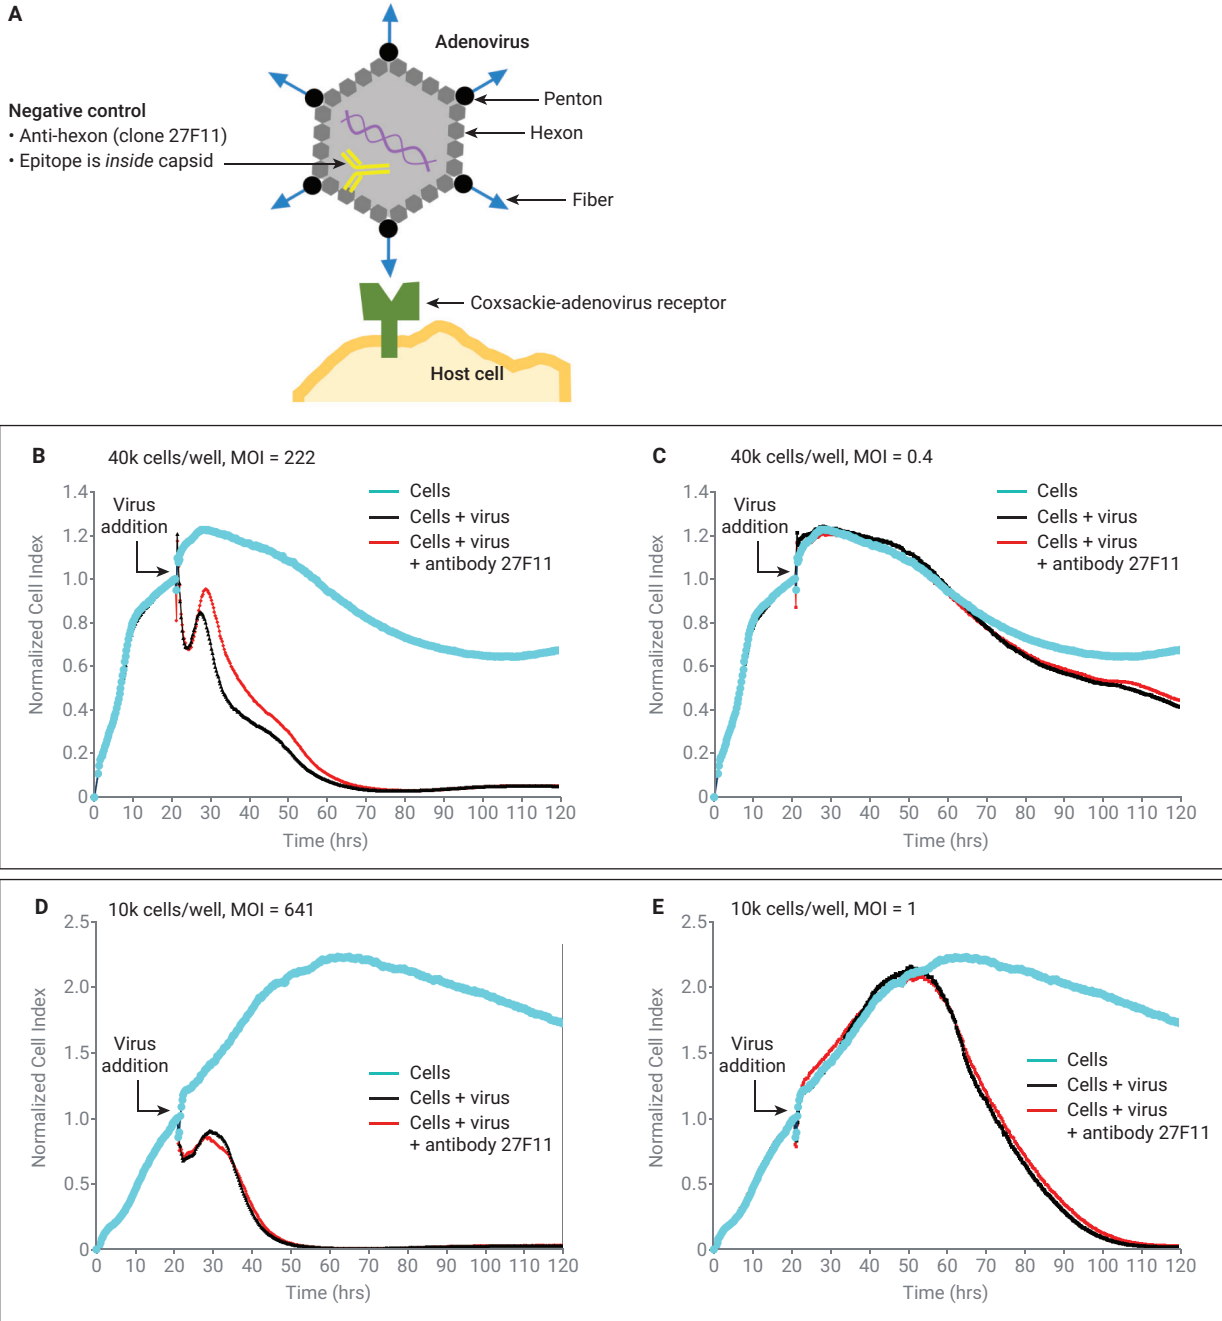 A
Adenovirus
Negative control
• Anti-hexon (clone 27F11)
• Epitope is inside capsid
Penton
Hexon
Fiber
Coxsackie-adenovirus receptor
Host cell
B
40k cells/well, MOI = 222
1.4
1.2
1.0
0.8
0.6
0.4
0.2
0
Normalized Cell Index
Virus
addition
Cells
Cells + virus
Cells + virus
+ antibody 27F11
0 10 20 30 40 50 60 70 80 90 100 110 120
Time (hrs)
C
40k cells/well, MOI = 0.4
1.4
1.2
1.0
0.8
0.6
0.4
0.2
0
Normalized Cell Index
Virus
addition
Cells
Cells + virus
Cells + virus
+ antibody 27F11
0 10 20 30 40 50 60 70 80 90 100 110 120
Time (hrs)
D
10k cells/well, MOI = 641
2.5
2.0
1.5
1.0
0.5
0
Normalized Cell Index
Virus
addition
Cells
Cells + virus
Cells + virus
+ antibody 27F11
0 10 20 30 40 50 60 70 80 90 100 110 120
Time (hrs)
E
10k cells/well, MOI = 1
2.5
2.0
1.5
1.0
0.5
0
Normalized Cell Index
Virus
addition
Cells
Cells + virus
Cells + virus
+ antibody 27F11
0 10 20 30 40 50 60 70 80 90 100 110 120
Time (hrs)